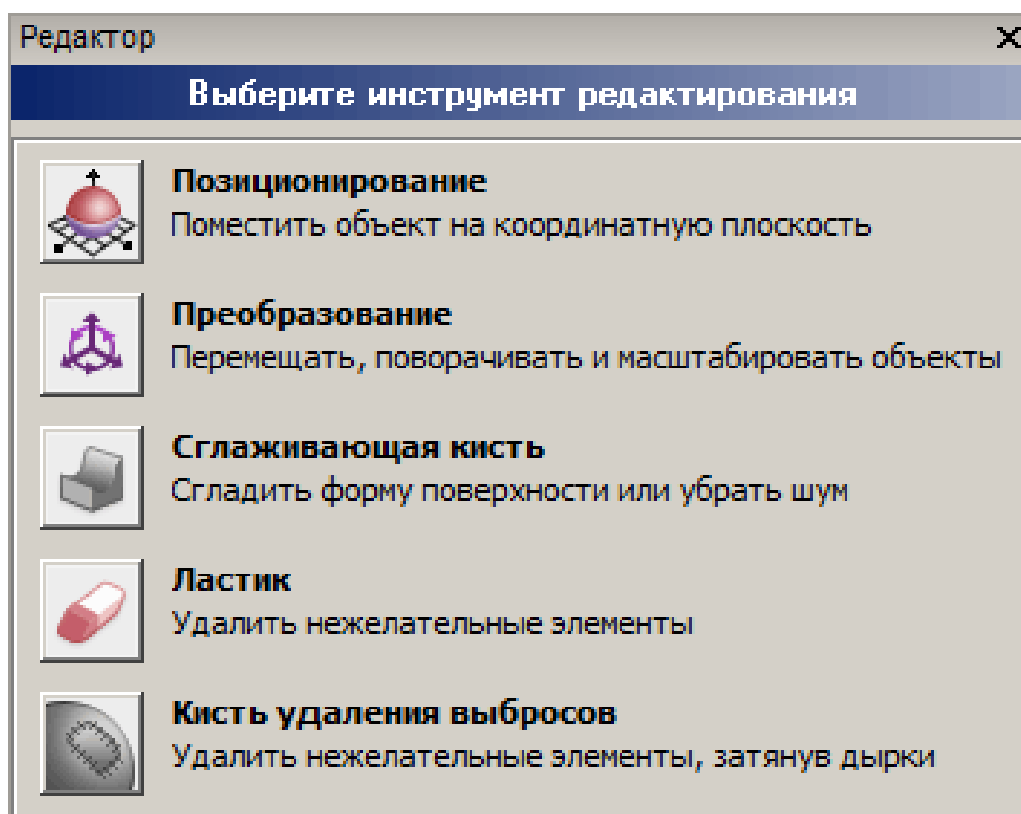 Редактор
Выберите инструмент редактирования
Позиционирование
Поместить объект на координатную плоскость
Преобразование
Перемещать, поворачивать и масштабировать объекты
Сглаживающая кисть
Сгладить форму поверхности или убрать шум
Ластик
Удалить нежелательные элементы
Кисть удаления выбросов
Удалить нежелательные элементы, затянув дырки